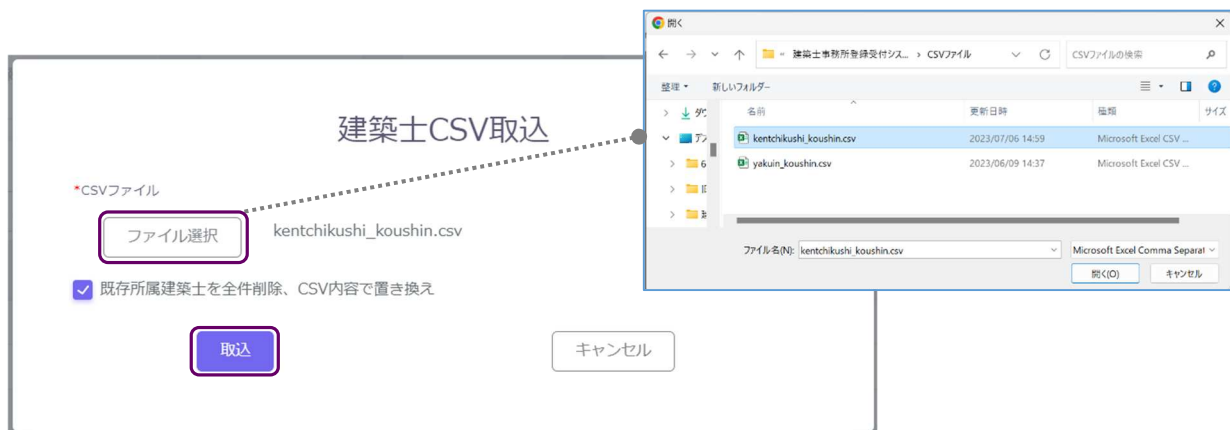 建築士CSV取込
*CSVファイル
ファイル選択
kentchikushi_koushin.csv
既存所属建築士を全件削除、CSV内容で置き換え
取込
キャンセル
開く
建築士事務所登録受付シス... › CSVファイル
CSVファイルの検索
整理
新しいフォルダー
名前
更新日時
種類
サイズ
kentchikushi_koushin.csv
2023/07/06 14:59
Microsoft Excel CSV ...
yakuin_koushin.csv
2023/06/09 14:37
Microsoft Excel CSV ...
6
ファイル名(N):
kentchikushi_koushin.csv
Microsoft Excel Comma Separat
開く(O)
キャンセル